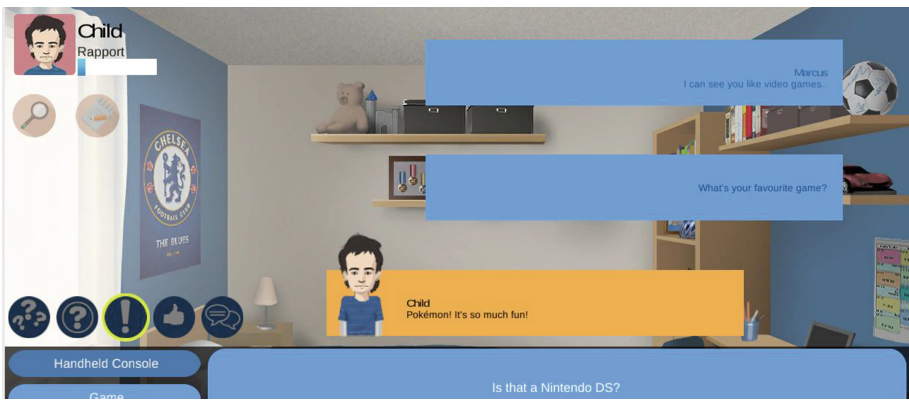 Child
Rapport
Marcus
I can see you like video games..
CHELSEA
FOOTBALL CLUB
THE BLUES
What's your favourite game?
Child
Pokémon! It's so much fun!
Handheld Console
Is that a Nintendo DS?
Game